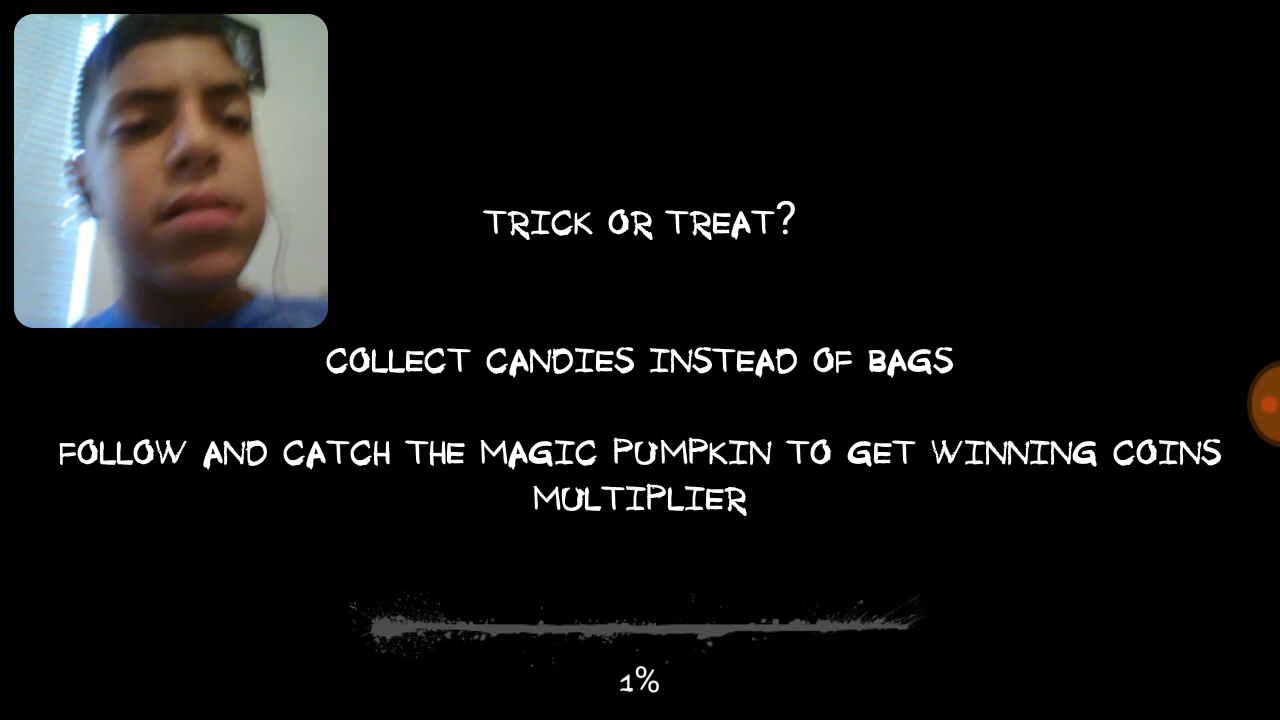 TRICK OR TREAT?
COLLECT CANDIES INSTEAD OF BAGS
FOLLOW AND CATCH THE MAGIC PUMPKIN TO GET WINNING COINS
MULTIPLIER
1%